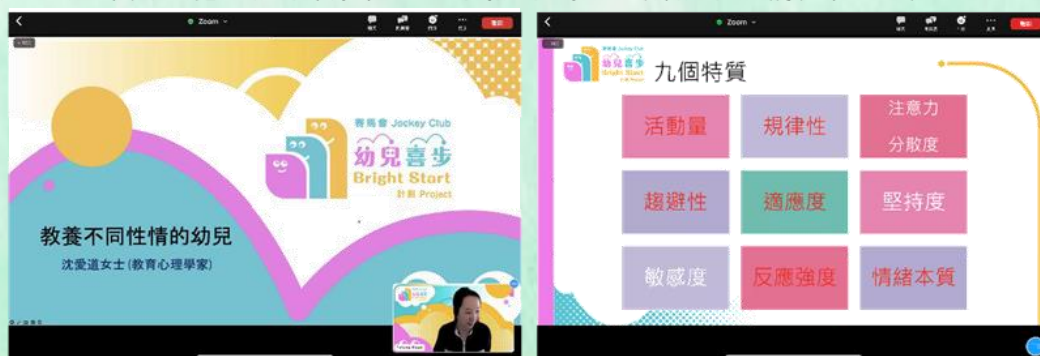 Zoom
賽馬會 Jockey Club
幼兒喜步
Bright Start
計劃 Project
教養不同性情的幼兒
沈愛道女士(教育心理學家)
Zoom
賽馬會 Jockey Club
幼兒喜步
Bright Start
計劃 Project
九個特質
活動量
規律性
注意力
分散度
趨避性
適應度
堅持度
敏感度
反應強度
情緒本質